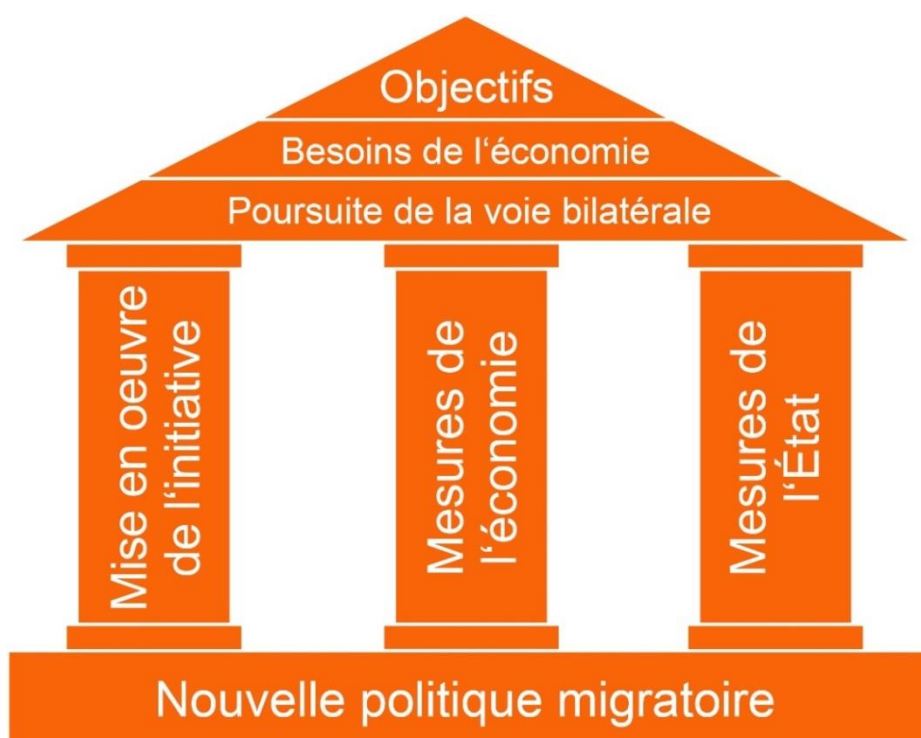 Objectifs
Besoins de l‘économie
Poursuite de la voie bilatérale
Mise en oeuvre
de l‘initiative
Mesures de
l‘économie
Mesures de
l‘État
Nouvelle politique migratoire